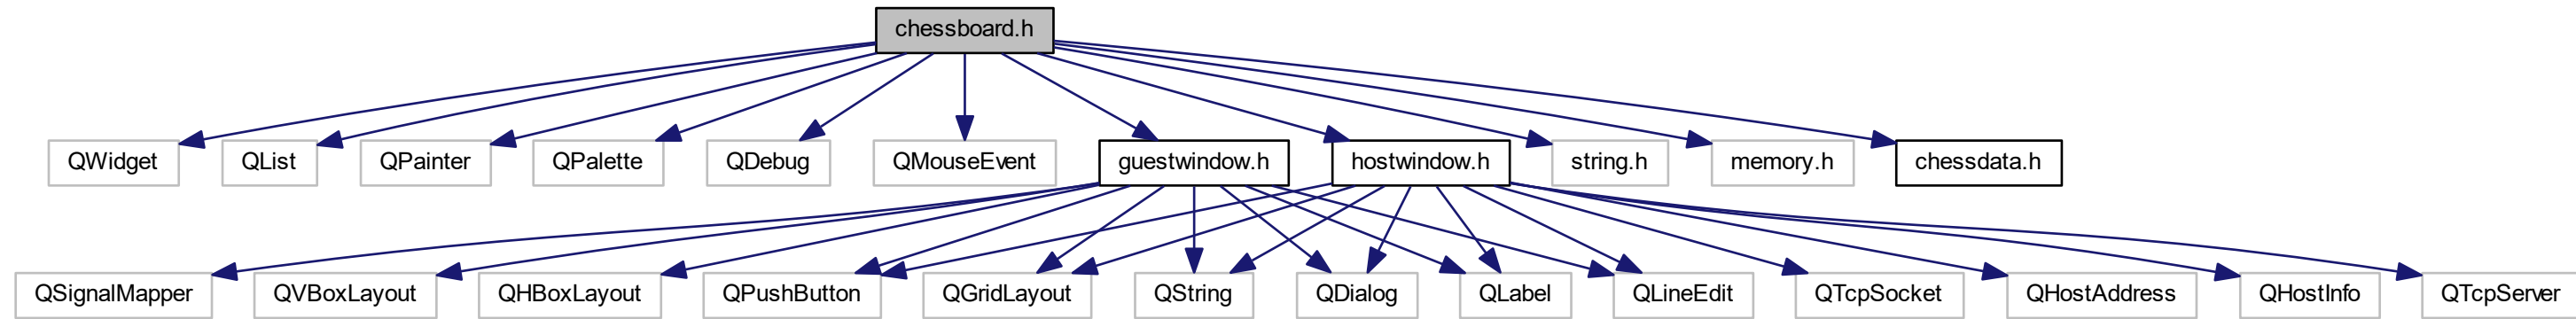 chessboard.h
QWidget
QList
QPainter
QPalette
QDebug
QMouseEvent
guestwindow.h
hostwindow.h
string.h
memory.h
chessdata.h
QSignalMapper
QVBoxLayout
QHBoxLayout
QPushButton
QGridLayout
QString
QDialog
QLabel
QLineEdit
QTcpSocket
QHostAddress
QHostInfo
QTcpServer